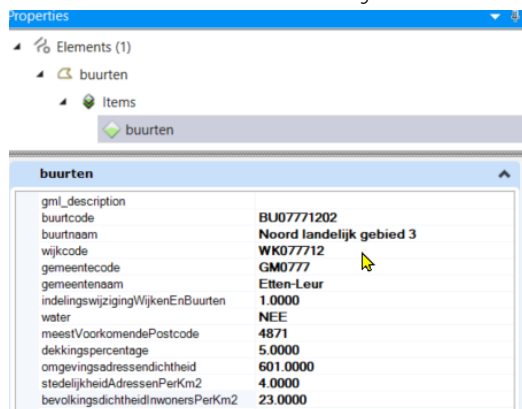 Properties
Elements (1)
buurten
Items
buurten
buurten
gml_description
buurtcode BU07771202
buurtnaam Noord landelijk gebied 3
wijkcode WK077712
gemeentecode GM0777
gemeentenaam Etten-Leur
indelingswijzigingWijkenEnBuurten 1.0000
water NEE
meestVoorkomendePostcode 4871
dekkingspercentage 5.0000
omgevingsadressendichtheid 601.0000
stedelijkheidAdressenPerKm2 4.0000
bevolkingsdichtheidInwonersPerKm2 23.0000